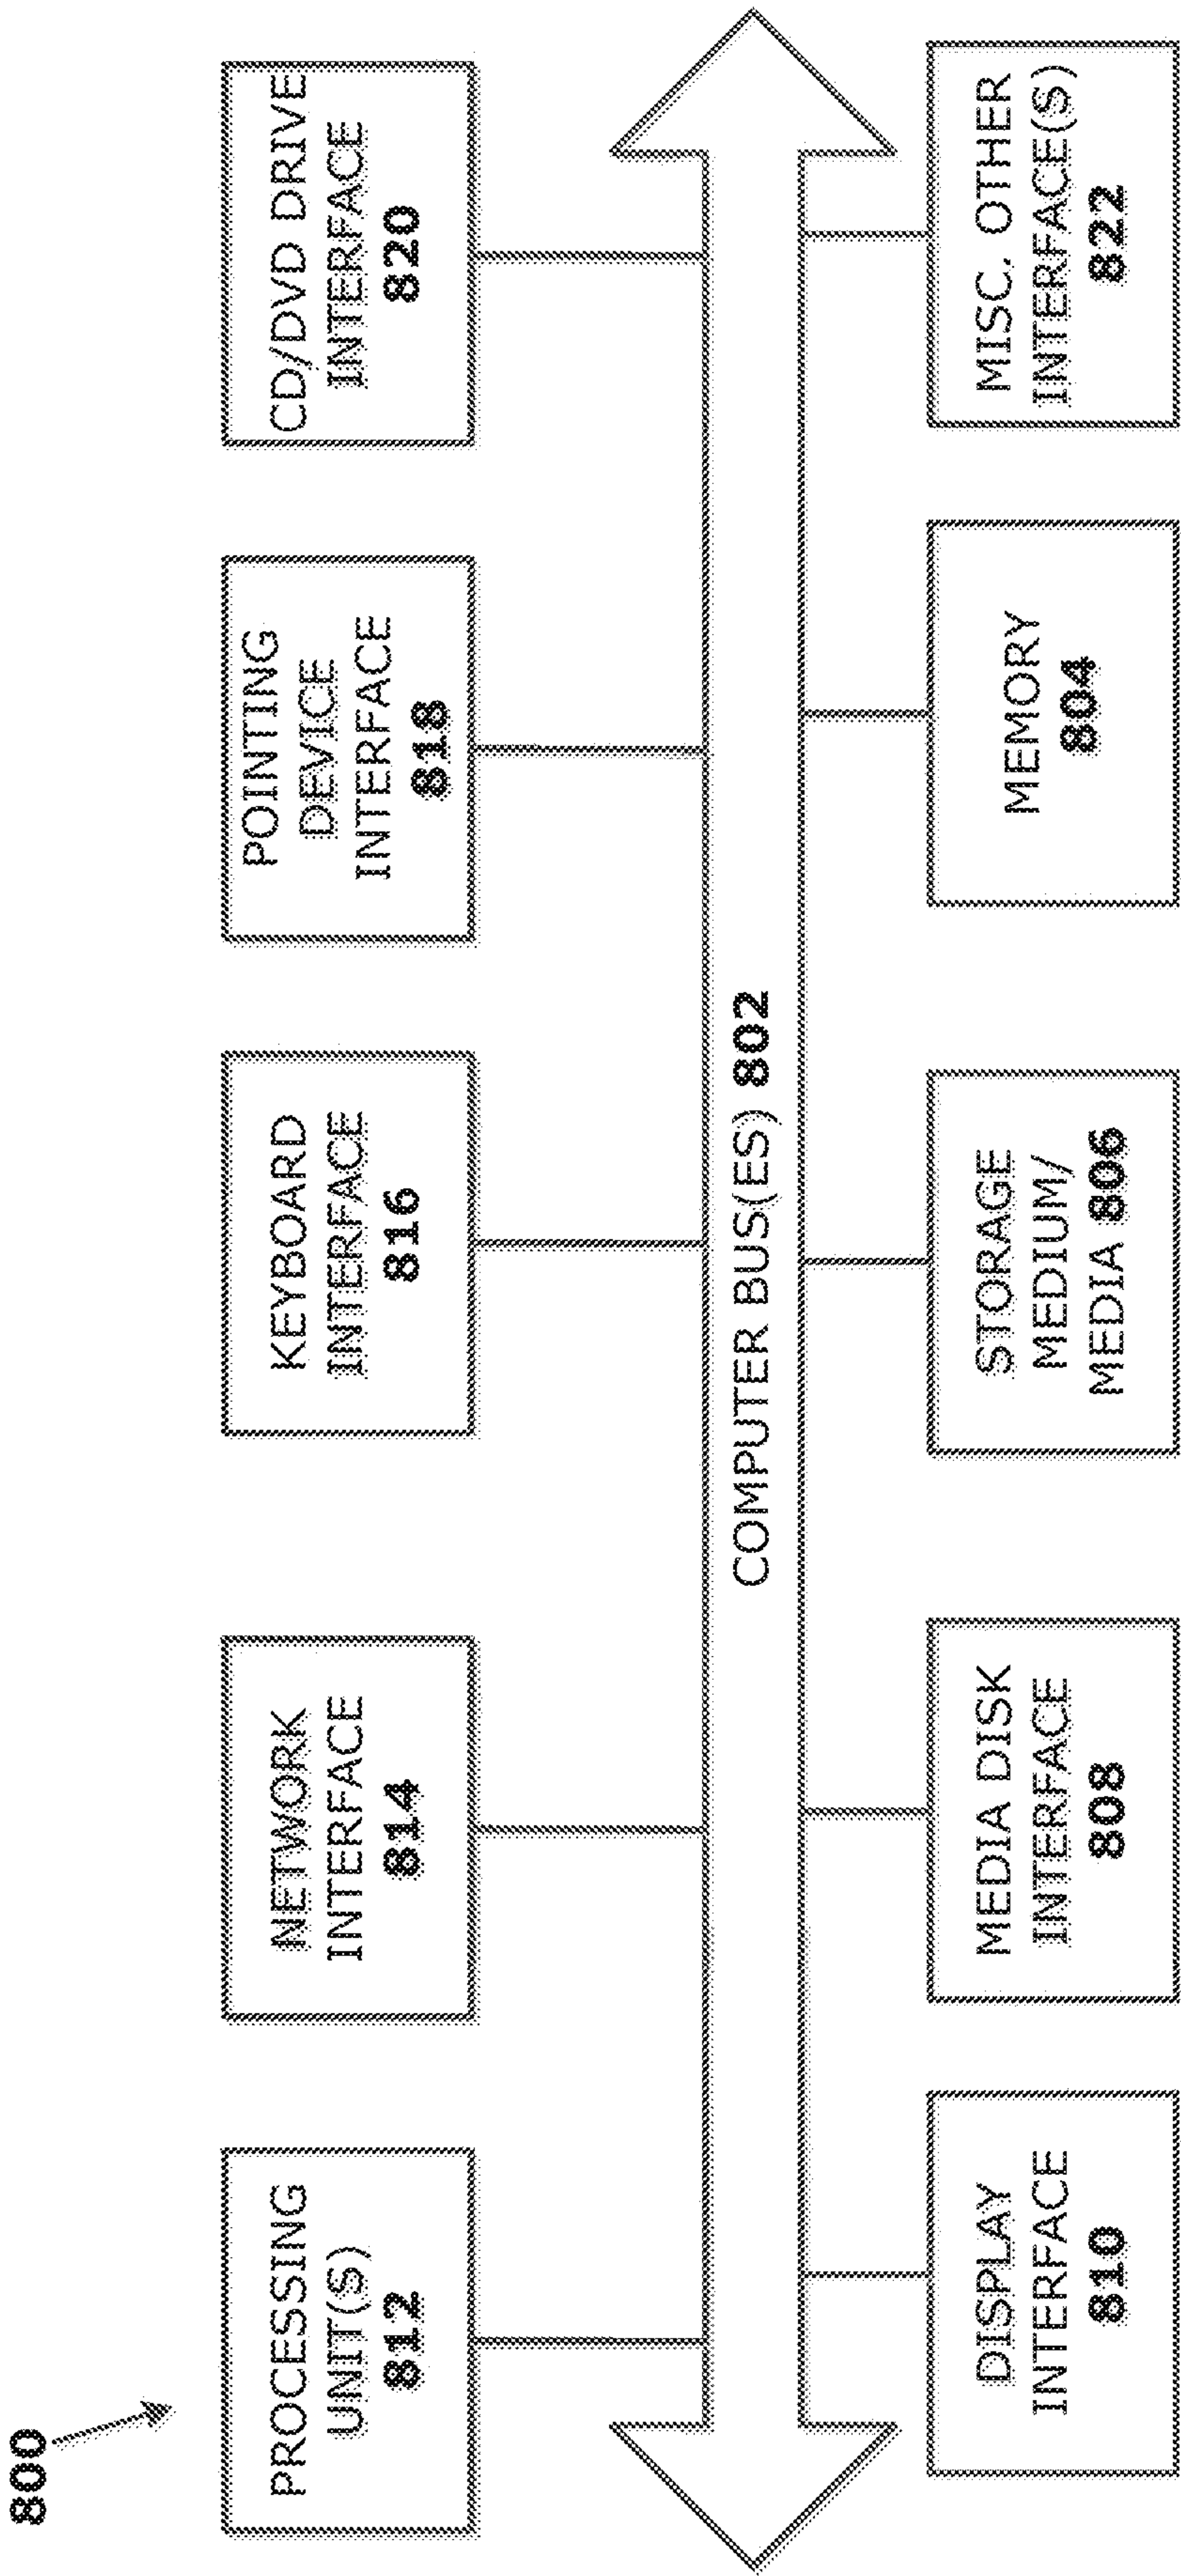 800
PROCESSING
UNIT(S)
812
NETWORK
INTERFACE
814
KEYBOARD
INTERFACE
816
POINTING
DEVICE
INTERFACE
818
CD/DVD DRIVE
INTERFACE
820
COMPUTER BUS(ES) 802
DISPLAY
INTERFACE
810
MEDIA DISK
INTERFACE
808
STORAGE
MEDIUM/
MEDIA 806
MEMORY
804
MISC. OTHER
INTERFACE(S)
822